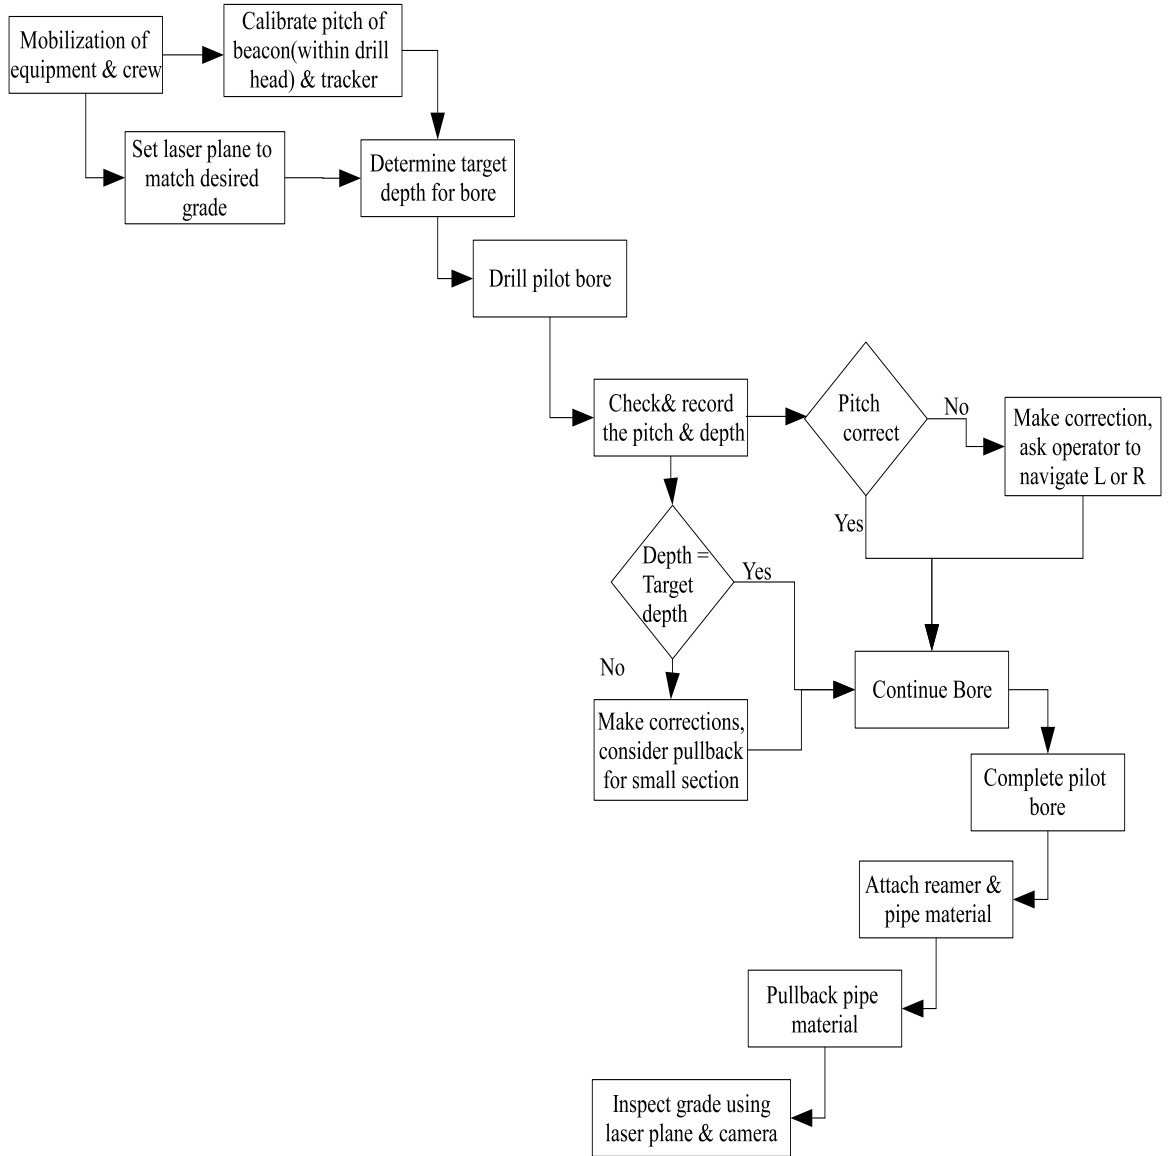 Mobilization of
equipment & crew
Calibrate pitch of
beacon(within drill
head) & tracker
Set laser plane to
match desired
grade
Determine target
depth for bore
Drill pilot bore
Check& record
the pitch & depth
Pitch
correct
No
Make correction,
ask operator to
navigate L or R
Yes
Depth =
Target
depth
Yes
No
Make corrections,
consider pullback
for small section
Continue Bore
Complete pilot
bore
Attach reamer &
pipe material
Pullback pipe
material
Inspect grade using
laser plane & camera